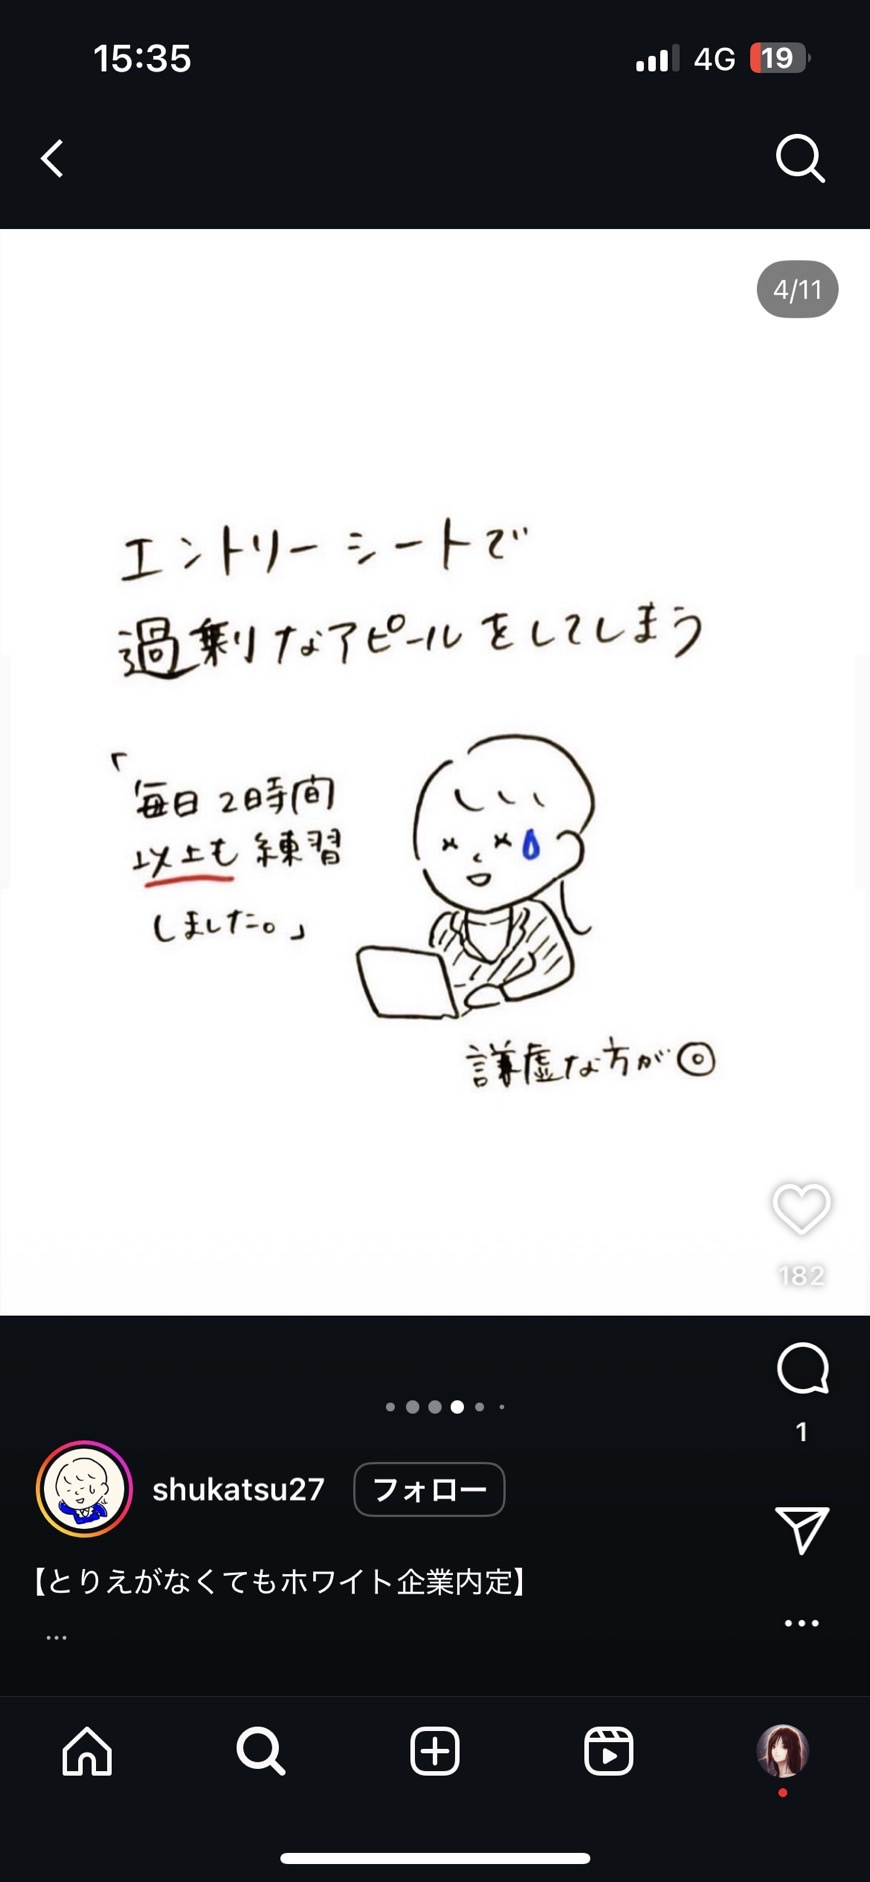 15:35
4G 19
4/11
エントリーシートで
過剰なアピールをしてしまう
「毎日2時間
以上も練習
しました。」
謙虚な方が◎
182
1
shukatsu27 フォロー
【とりえがなくてもホワイト企業内定】
...